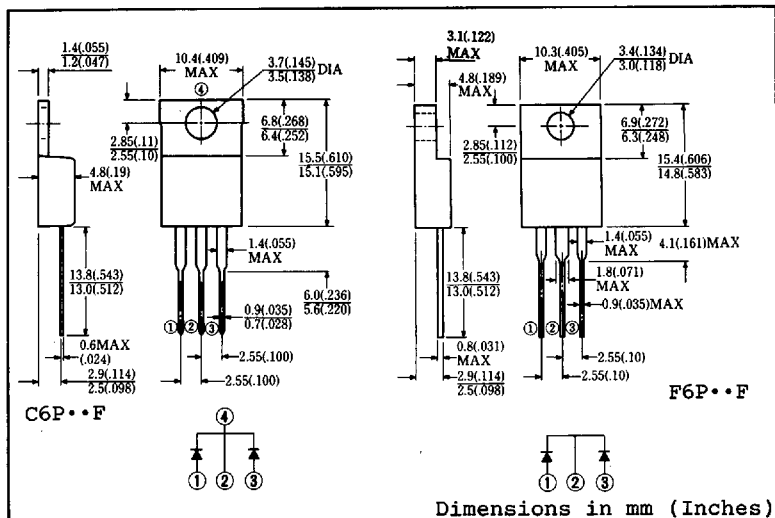 1.4(.055)
1.2(.047)
10.4(.409)
MAX
3.7(.145)
3.5(.138)
DIA
④
2.85(.11)
2.55(.10)
6.8(.268)
6.4(.252)
4.8(.19)
MAX
15.5(.610)
15.1(.595)
13.8(.543)
13.0(.512)
1.4(.055)
MAX
6.0(.236)
5.6(.220)
0.9(.035)
0.7(.028)
① ② ③
0.6MAX
(.024)
2.55(.100)
2.9(.114)
2.5(.098)
2.55(.100)
C6P••F
④
① ② ③
3.1(.122)
MAX
4.8(.189)
MAX
10.3(.405)
MAX
3.4(.134)
3.0(.118)
DIA
2.85(.112)
2.55(.100)
6.9(.272)
6.3(.248)
15.4(.606)
14.8(.583)
13.8(.543)
13.0(.512)
1.4(.055)
MAX
4.1(.161)MAX
1.8(.071)
MAX
0.9(.035)MAX
① ② ③
0.8(.031)
MAX
2.55(.10)
2.9(.114)
2.5(.098)
2.55(.10)
F6P••F
① ② ③
Dimensions in mm (Inches)